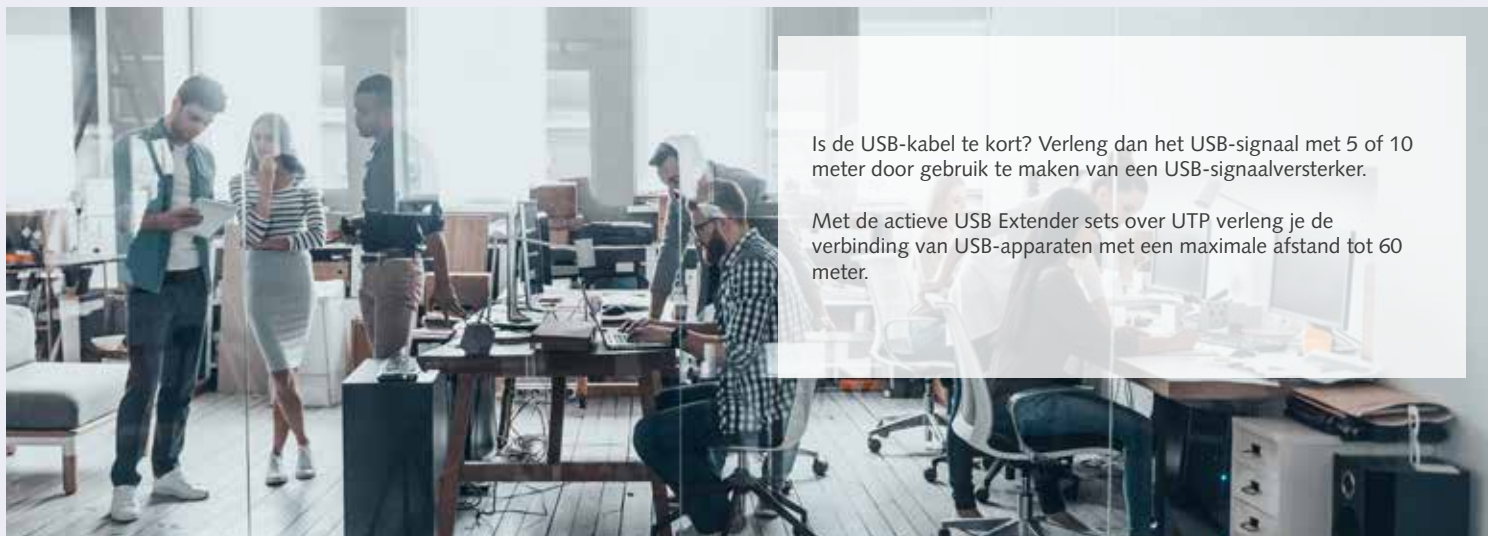 Is de USB-kabel te kort? Verleng dan het USB-signaal met 5 of 10
meter door gebruik te maken van een USB-signaalversterker.
Met de actieve USB Extender sets over UTP verleng je de
verbinding van USB-apparaten met een maximale afstand tot 60
meter.